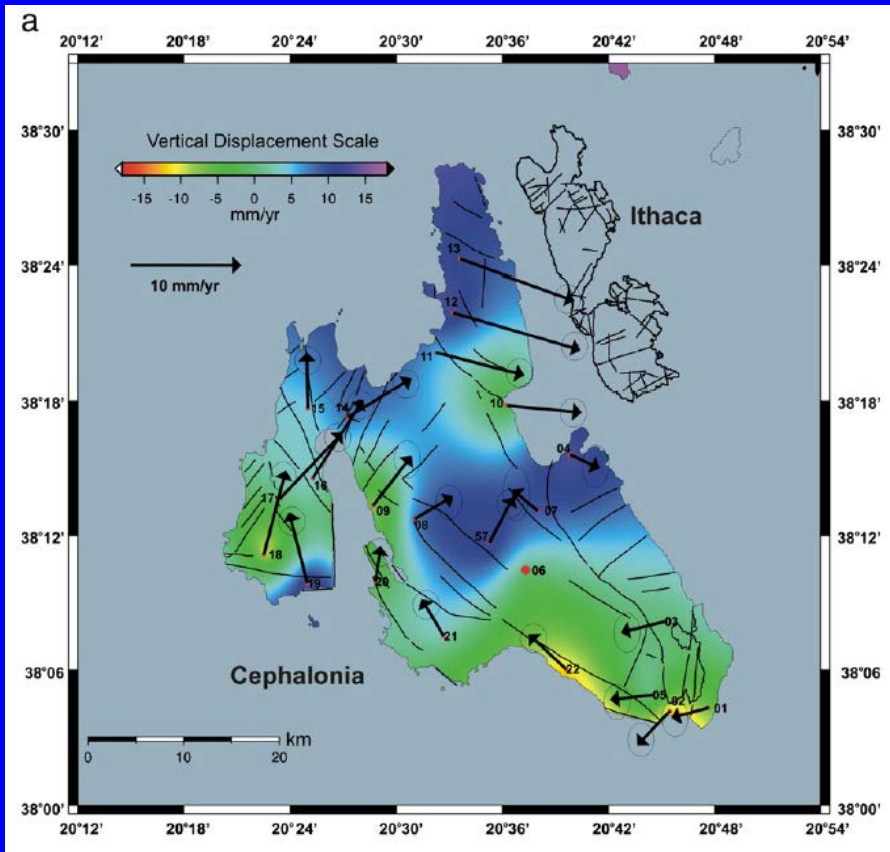 a
20°12' 20°18' 20°24' 20°30' 20°36' 20°42' 20°48' 20°54'
38°30' 38°30'
Vertical Displacement Scale
-15 -10 -5 0 5 10 15
mm/yr
Ithaca
13
38°24' 38°24'
10 mm/yr
12
11
38°18' 38°18'
15 14 10
04
16
17 09 07
08
57
38°12' 38°12'
18
06
19 20
03
21
38°06' 38°06'
Cephalonia
22
05
02 01
km
0 10 20
38°00' 38°00'
20°12' 20°18' 20°24' 20°30' 20°36' 20°42' 20°48' 20°54'